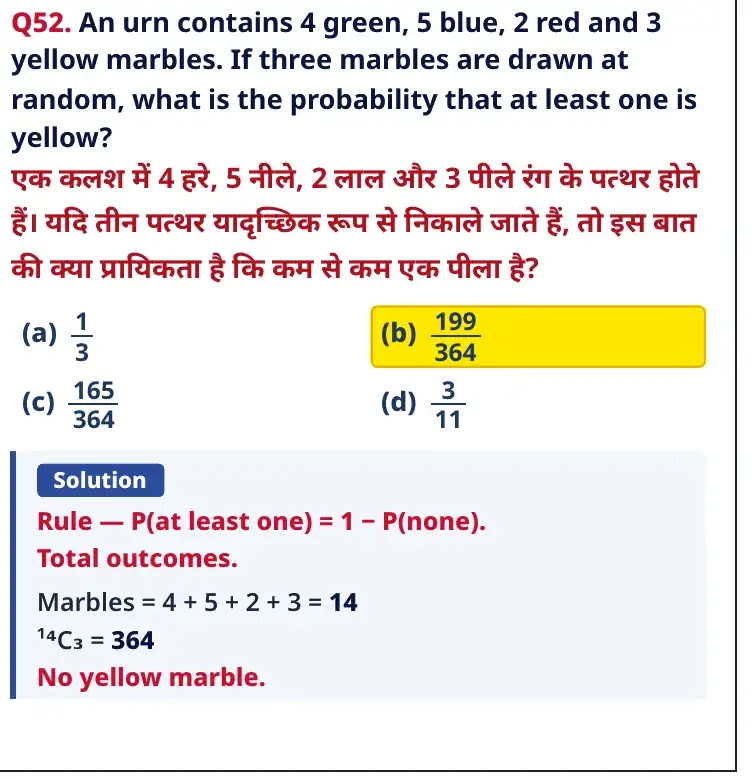 Q52. An urn contains 4 green, 5 blue, 2 red and 3
yellow marbles. If three marbles are drawn at
random, what is the probability that at least one is
yellow?
एक कलश में 4 हरे, 5 नीले, 2 लाल और 3 पीले रंग के पत्थर होते
हैं। यदि तीन पत्थर यादृच्छिक रूप से निकाले जाते हैं, तो इस बात
की क्या प्रायिकता है कि कम से कम एक पीला है?
(a) 1/3 (b) 199/364
(c) 165/364 (d) 3/11
Solution
Rule — P(at least one) = 1 − P(none).
Total outcomes.
Marbles = 4 + 5 + 2 + 3 = 14
¹⁴C₃ = 364
No yellow marble.